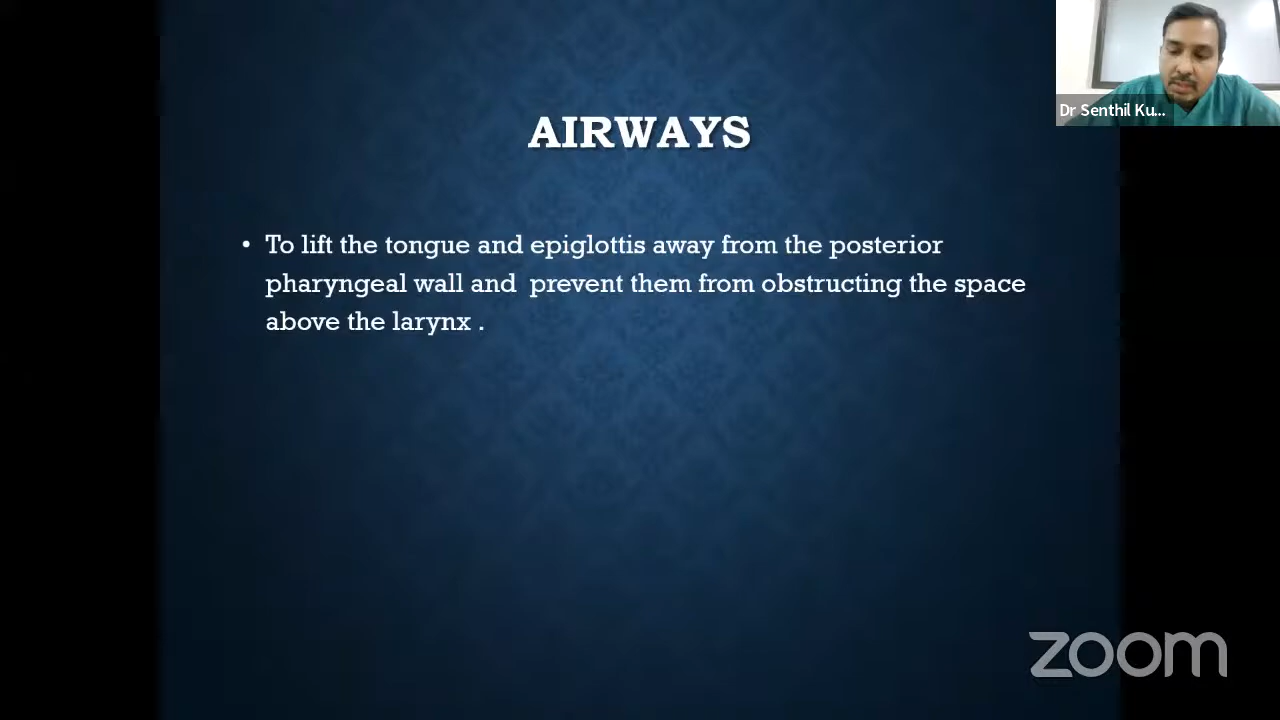 Dr Senthil Ku...
AIRWAYS
• To lift the tongue and epiglottis away from the posterior
pharyngeal wall and prevent them from obstructing the space
above the larynx .
zoom